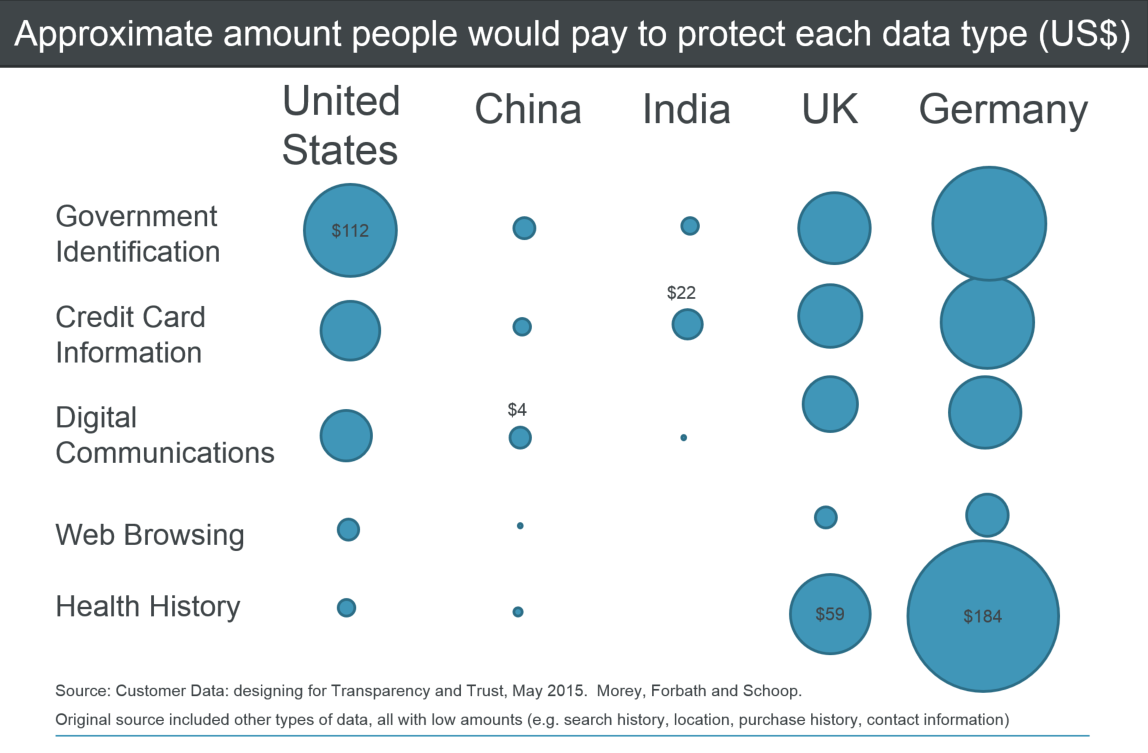 Approximate amount people would pay to protect each data type (US$)
United
States
China
India
UK
Germany
Government
Identification
$112
Credit Card
Information
$22
Digital
Communications
$4
Web Browsing
Health History
$59
$184
Source: Customer Data: designing for Transparency and Trust, May 2015.  Morey, Forbath and Schoop.
Original source included other types of data, all with low amounts (e.g. search history, location, purchase history, contact information)